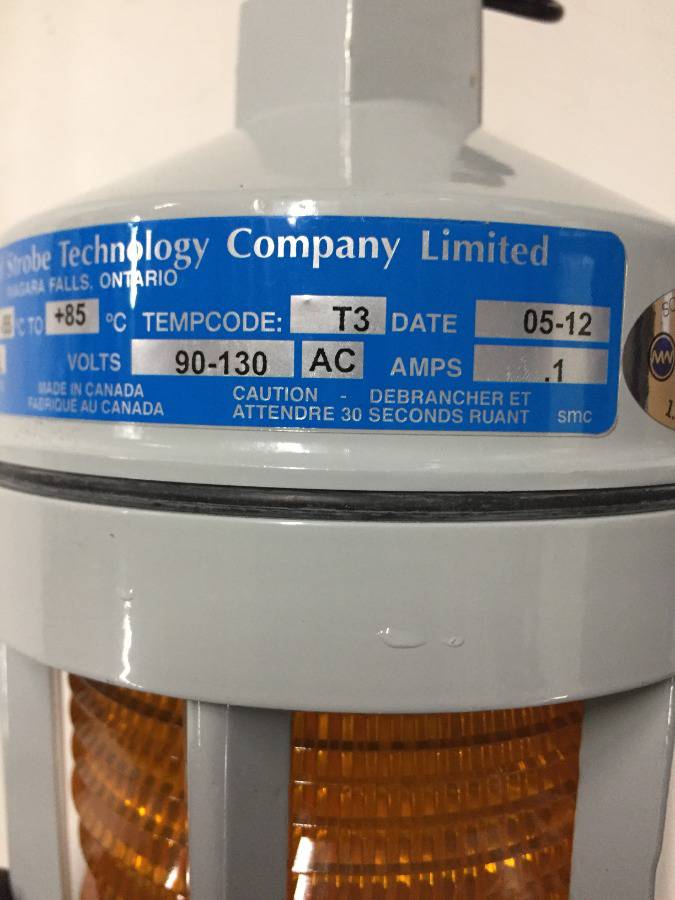 Strobe Technology Company Limited
NIAGARA FALLS, ONTARIO
°C TO +85 °C TEMPCODE: T3 DATE 05-12
VOLTS 90-130 AC AMPS .1
MADE IN CANADA CAUTION - DEBRANCHER ET
FABRIQUE AU CANADA ATTENDRE 30 SECONDS RUANT smc